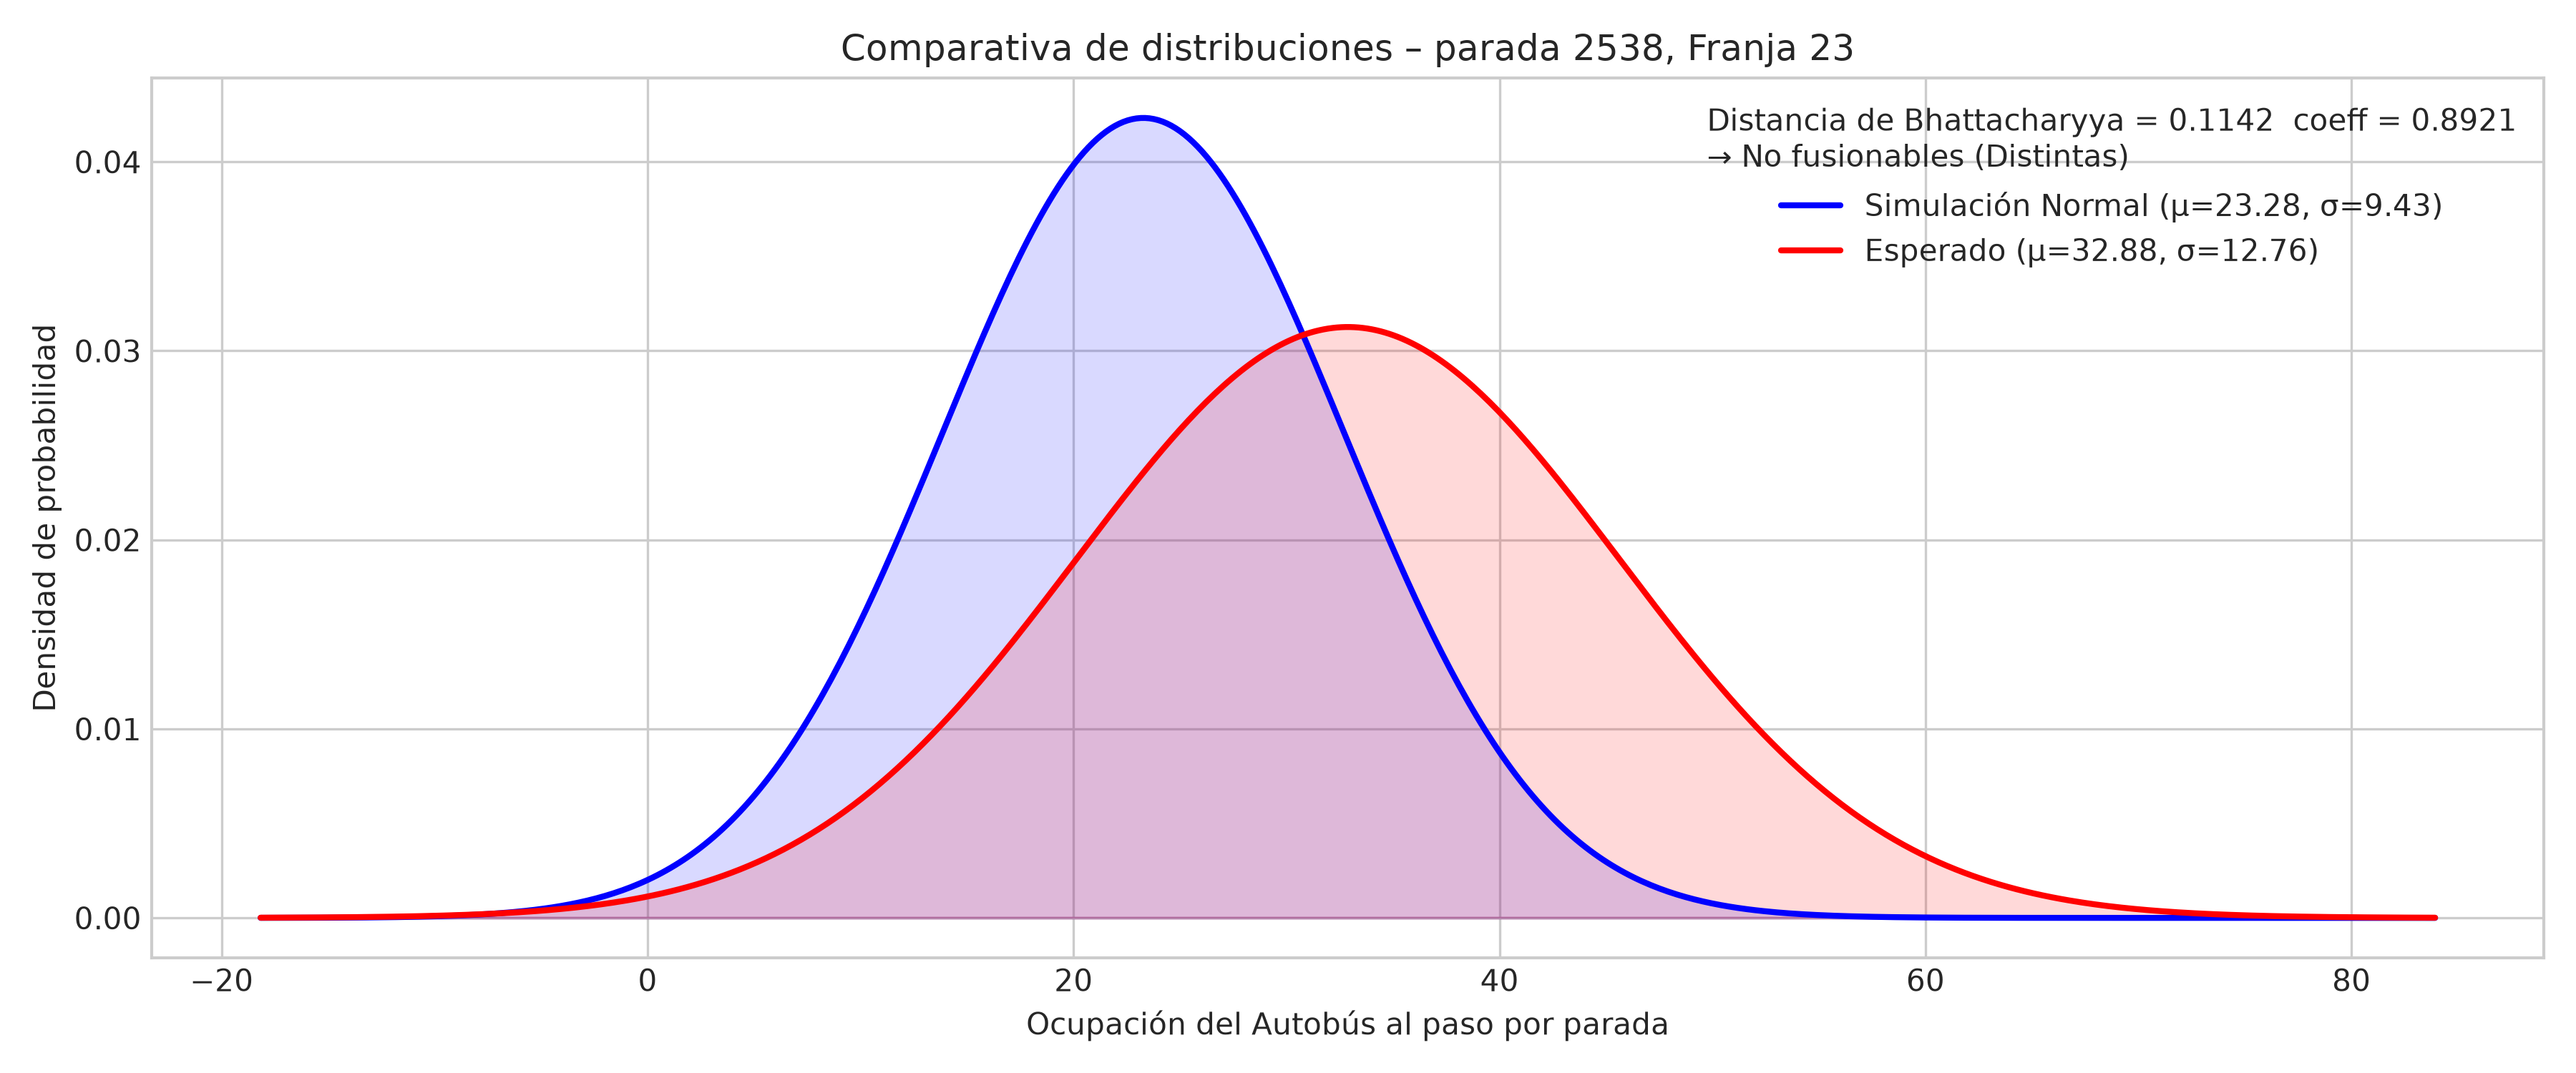 Comparativa de distribuciones – parada 2538, Franja 23
Distancia de Bhattacharyya = 0.1142  coeff = 0.8921
→ No fusionables (Distintas)
Simulación Normal (μ=23.28, σ=9.43)
Esperado (μ=32.88, σ=12.76)
Densidad de probabilidad
0.04
0.03
0.02
0.01
0.00
−20
0
20
40
60
80
Ocupación del Autobús al paso por parada